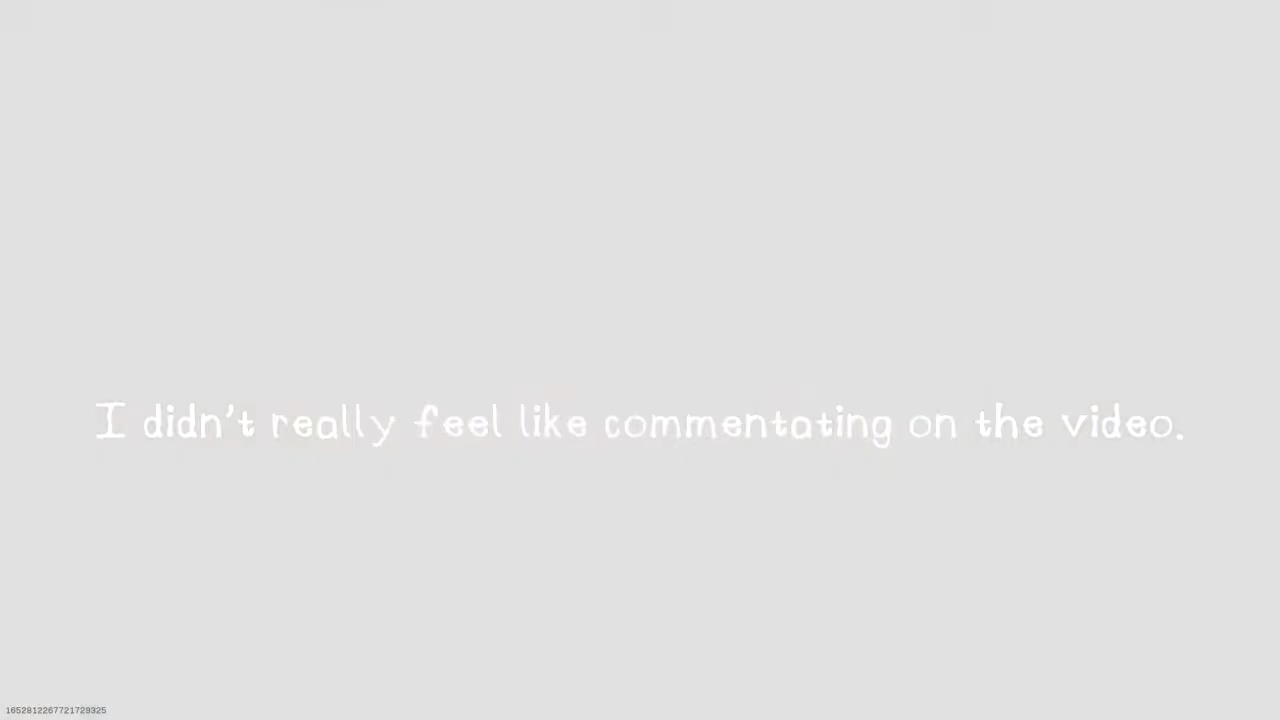 I didn't really feel like commentating on the video.
1652812267721729325